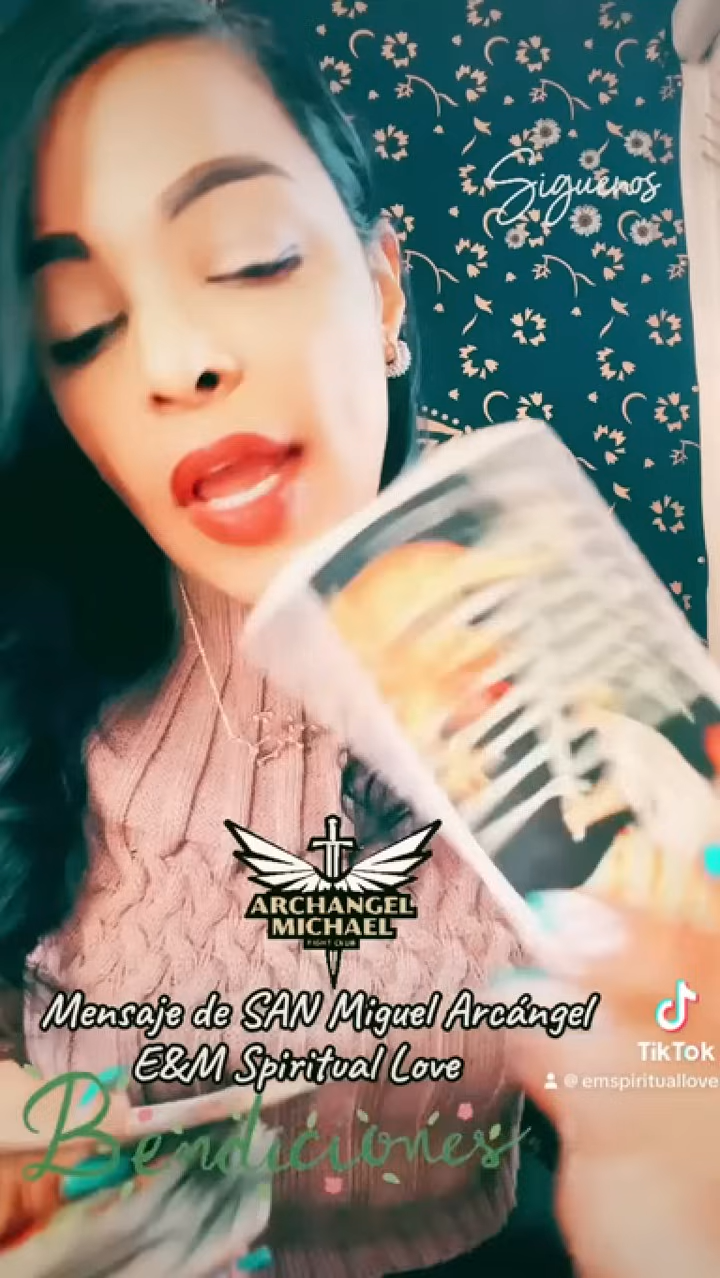 Siguenos
ARCHANGEL
MICHAEL
FIGHT CLUB
Mensaje de SAN Miguel Arcángel
E&M Spiritual Love
Bendiciones
TikTok
@emspirituallove